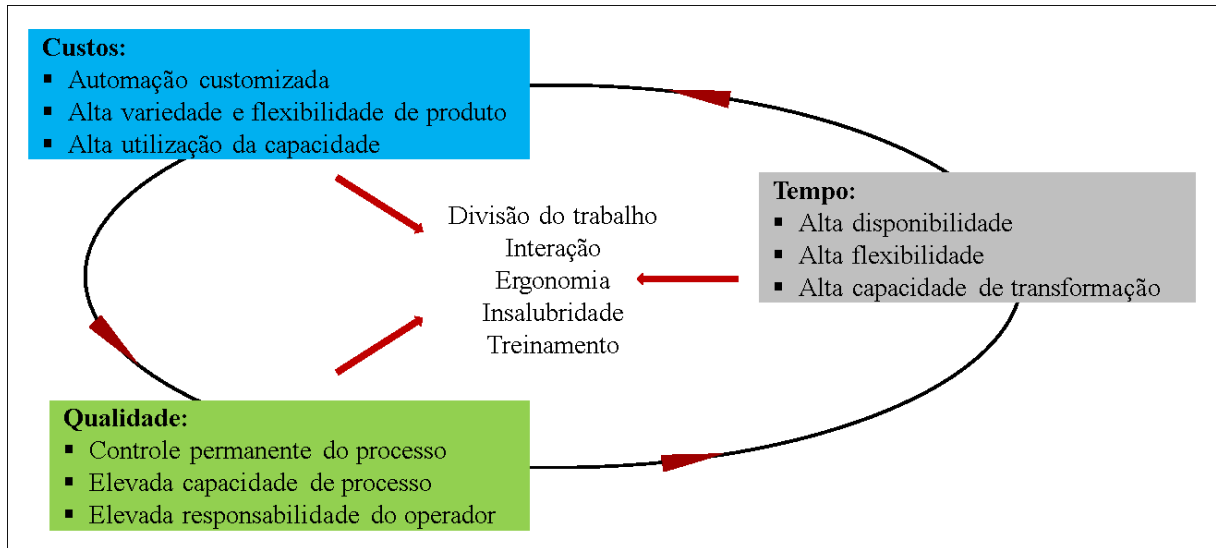 Custos:
▪ Automação customizada
▪ Alta variedade e flexibilidade de produto
▪ Alta utilização da capacidade
Divisão do trabalho
Interação
Ergonomia
Insalubridade
Treinamento
Tempo:
▪ Alta disponibilidade
▪ Alta flexibilidade
▪ Alta capacidade de transformação
Qualidade:
▪ Controle permanente do processo
▪ Elevada capacidade de processo
▪ Elevada responsabilidade do operador